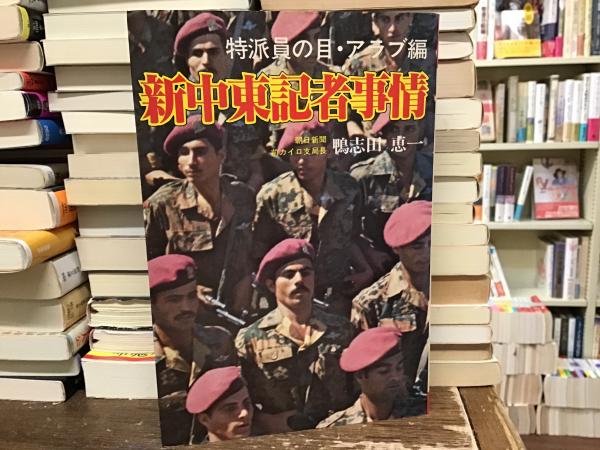 特派員の目・アラブ編
新中東記者事情
朝日新聞
前カイロ支局長
鴨志田 恵一